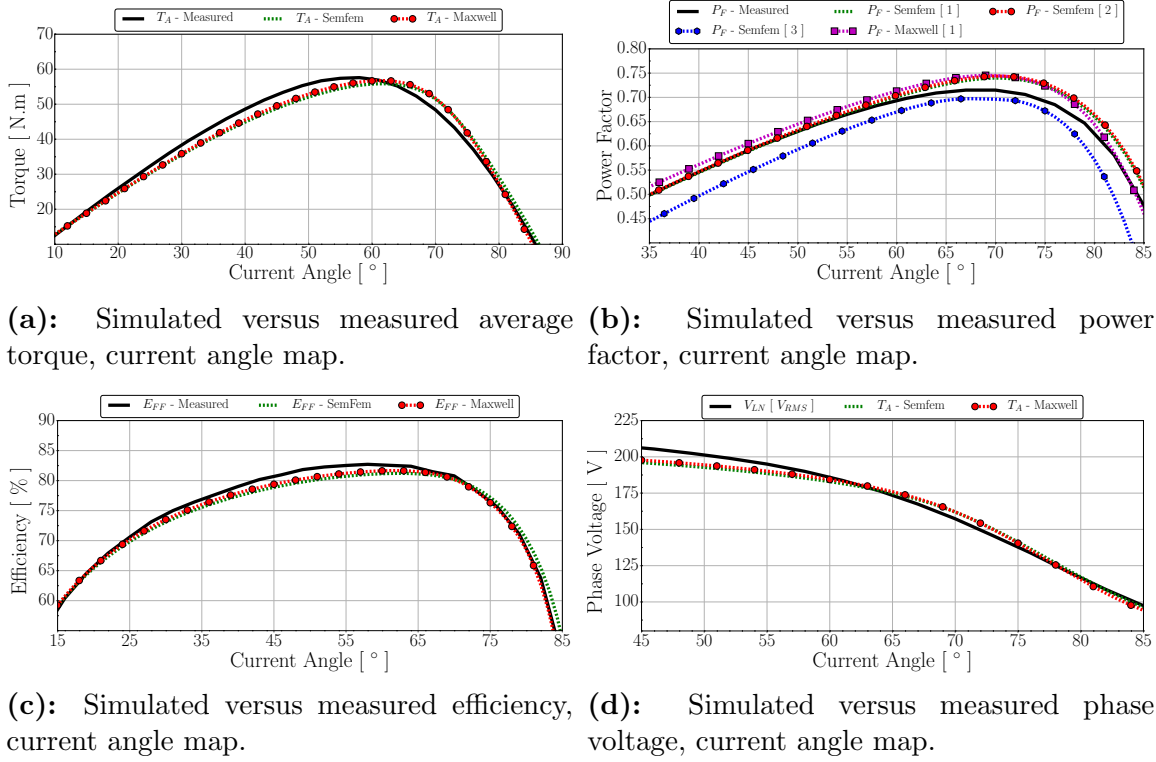 T_A - Measured T_A - Semfem T_A - Maxwell
Torque [ N.m ]
70
60
50
40
30
20
10 20 30 40 50 60 70 80 90
Current Angle [ ° ]
(a): Simulated versus measured average
torque, current angle map.
P_F - Measured P_F - Semfem [ 1 ] P_F - Semfem [ 2 ]
P_F - Semfem [ 3 ] P_F - Maxwell [ 1 ]
Power Factor
0.80
0.75
0.70
0.65
0.60
0.55
0.50
0.45
35 40 45 50 55 60 65 70 75 80 85
Current Angle [ ° ]
(b): Simulated versus measured power
factor, current angle map.
E_FF - Measured E_FF - SemFem E_FF - Maxwell
Efficiency [ % ]
90
85
80
75
70
65
60
15 25 35 45 55 65 75 85
Current Angle [ ° ]
(c): Simulated versus measured efficiency,
current angle map.
V_LN [ V_RMS ] T_A - Semfem T_A - Maxwell
Phase Voltage [ V ]
225
200
175
150
125
100
45 50 55 60 65 70 75 80 85
Current Angle [ ° ]
(d): Simulated versus measured phase
voltage, current angle map.